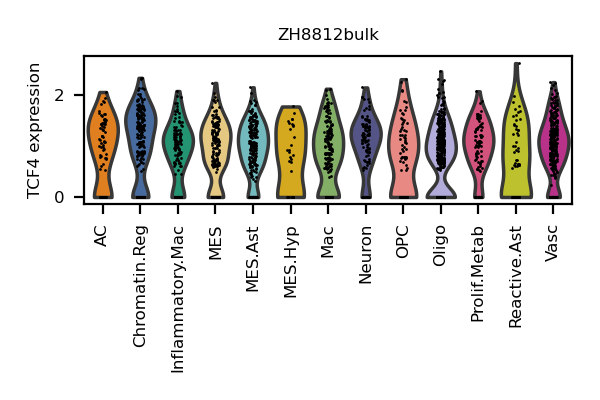 ZH8812bulk
TCF4 expression
2
0
AC
Chromatin.Reg
Inflammatory.Mac
MES
MES.Ast
MES.Hyp
Mac
Neuron
OPC
Oligo
Prolif.Metab
Reactive.Ast
Vasc